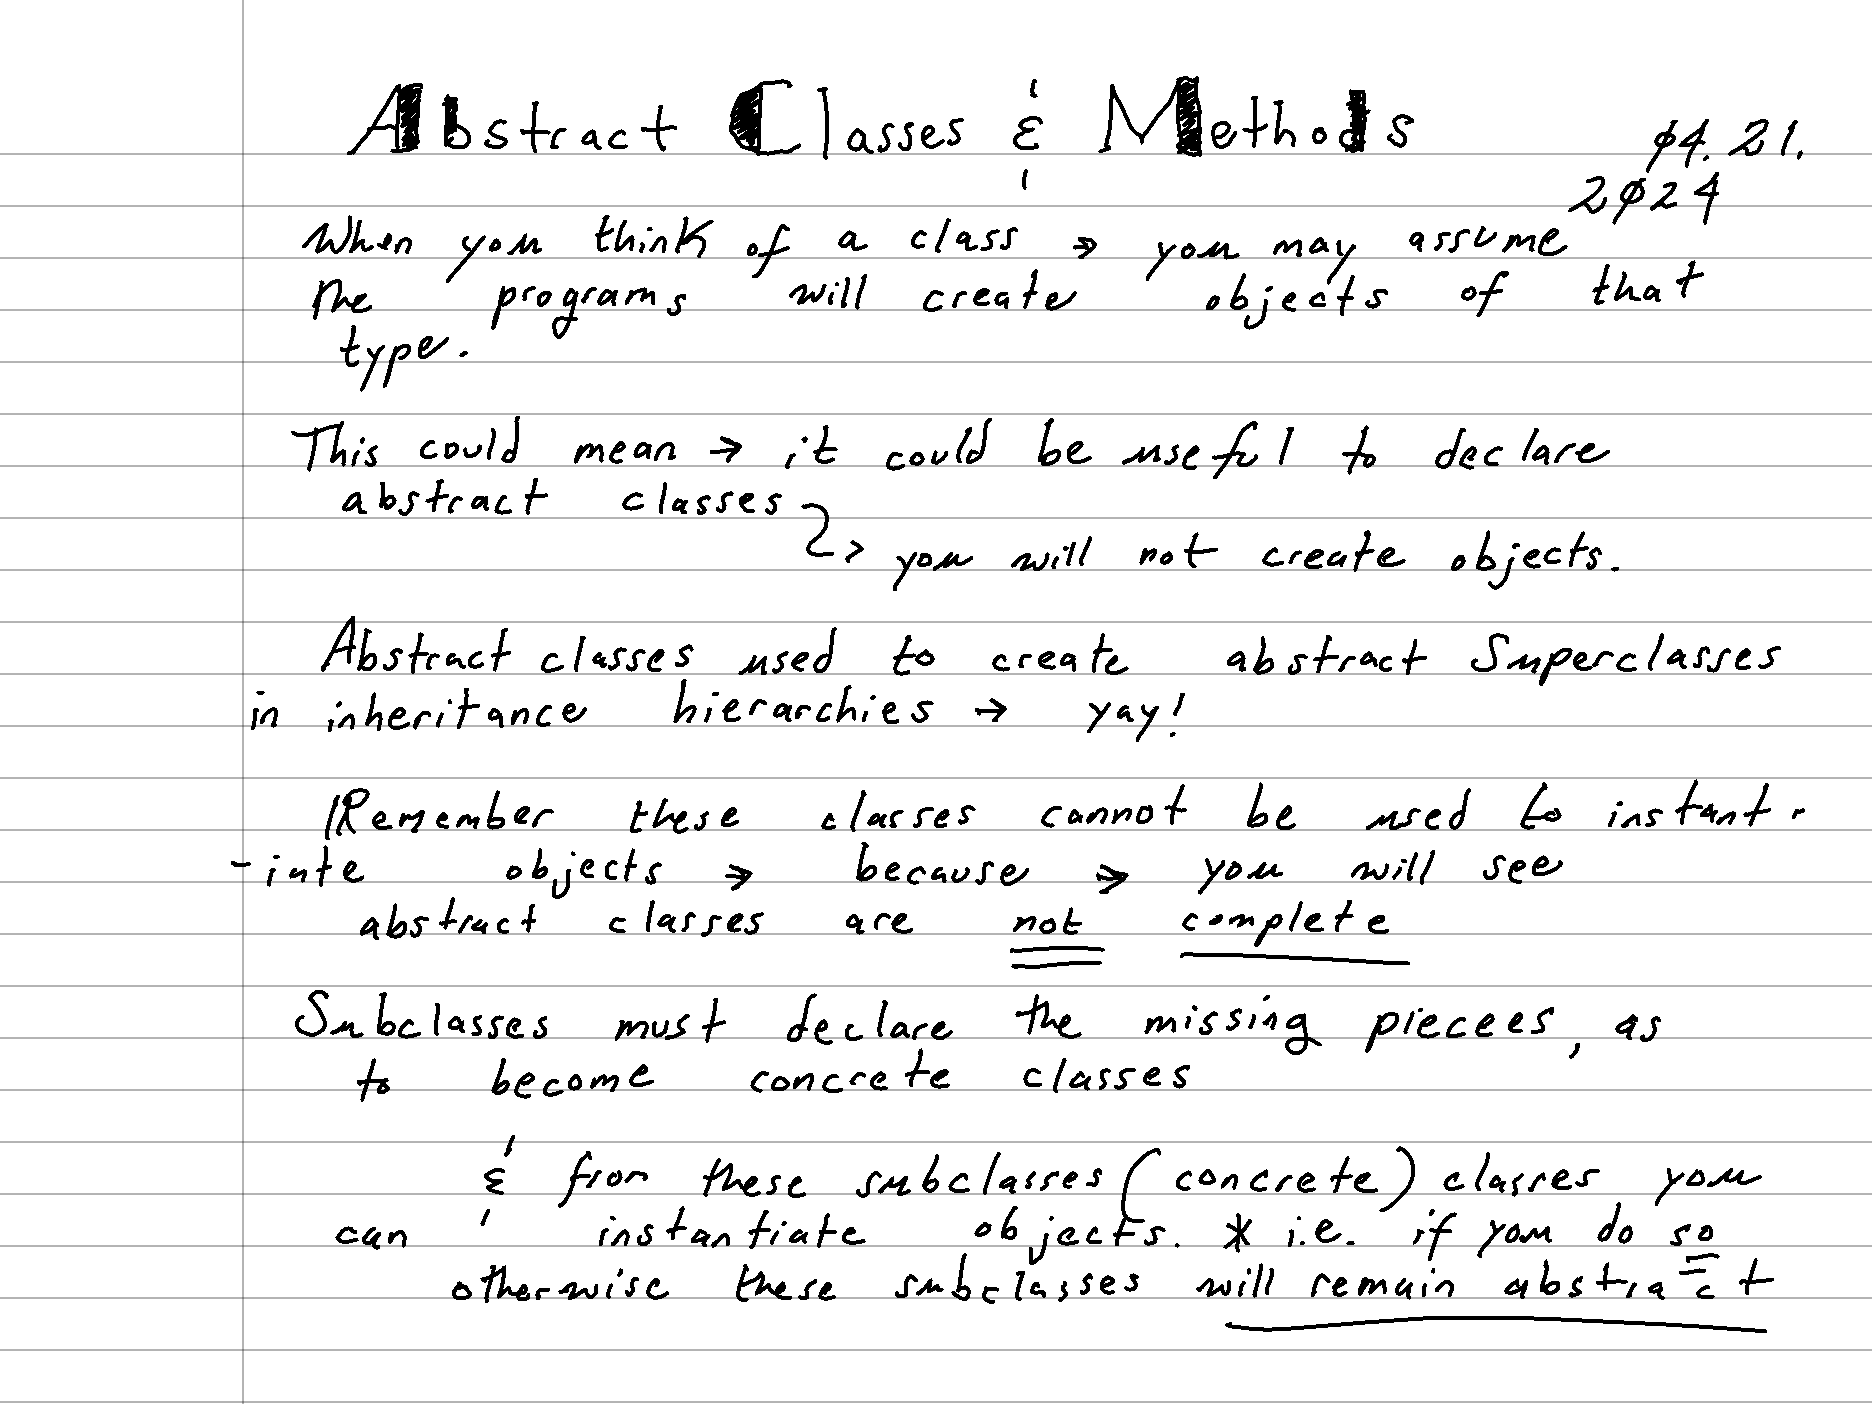 Abstract Classes & Methods
04.21.
2024
When you think of a class → you may assume
the programs will create objects of that
type.
This could mean → it could be useful to declare
abstract classes
↳ you will not create objects.
Abstract classes used to create abstract Superclasses
in inheritance hierarchies → yay!
Remember these classes cannot be used to instant-
-iate objects → because → you will see
abstract classes are not complete
Subclasses must declare the missing piecees, as
to become concrete classes
& from these subclasses (concrete) classes you
can instantiate objects. * i.e. if you do so
otherwise these subclasses will remain abstract